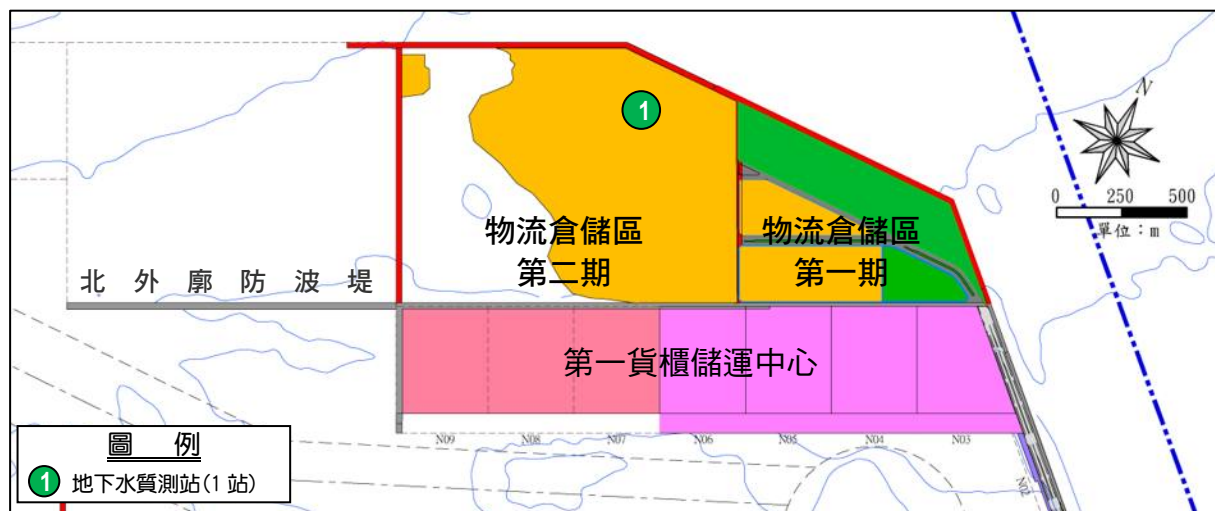 1
N
0 250 500
單位：m
物流倉儲區
第二期
物流倉儲區
第一期
北外廓防波堤
第一貨櫃儲運中心
N09 N08 N07 N06 N05 N04 N03
N02
圖 例
1 地下水質測站(1 站)